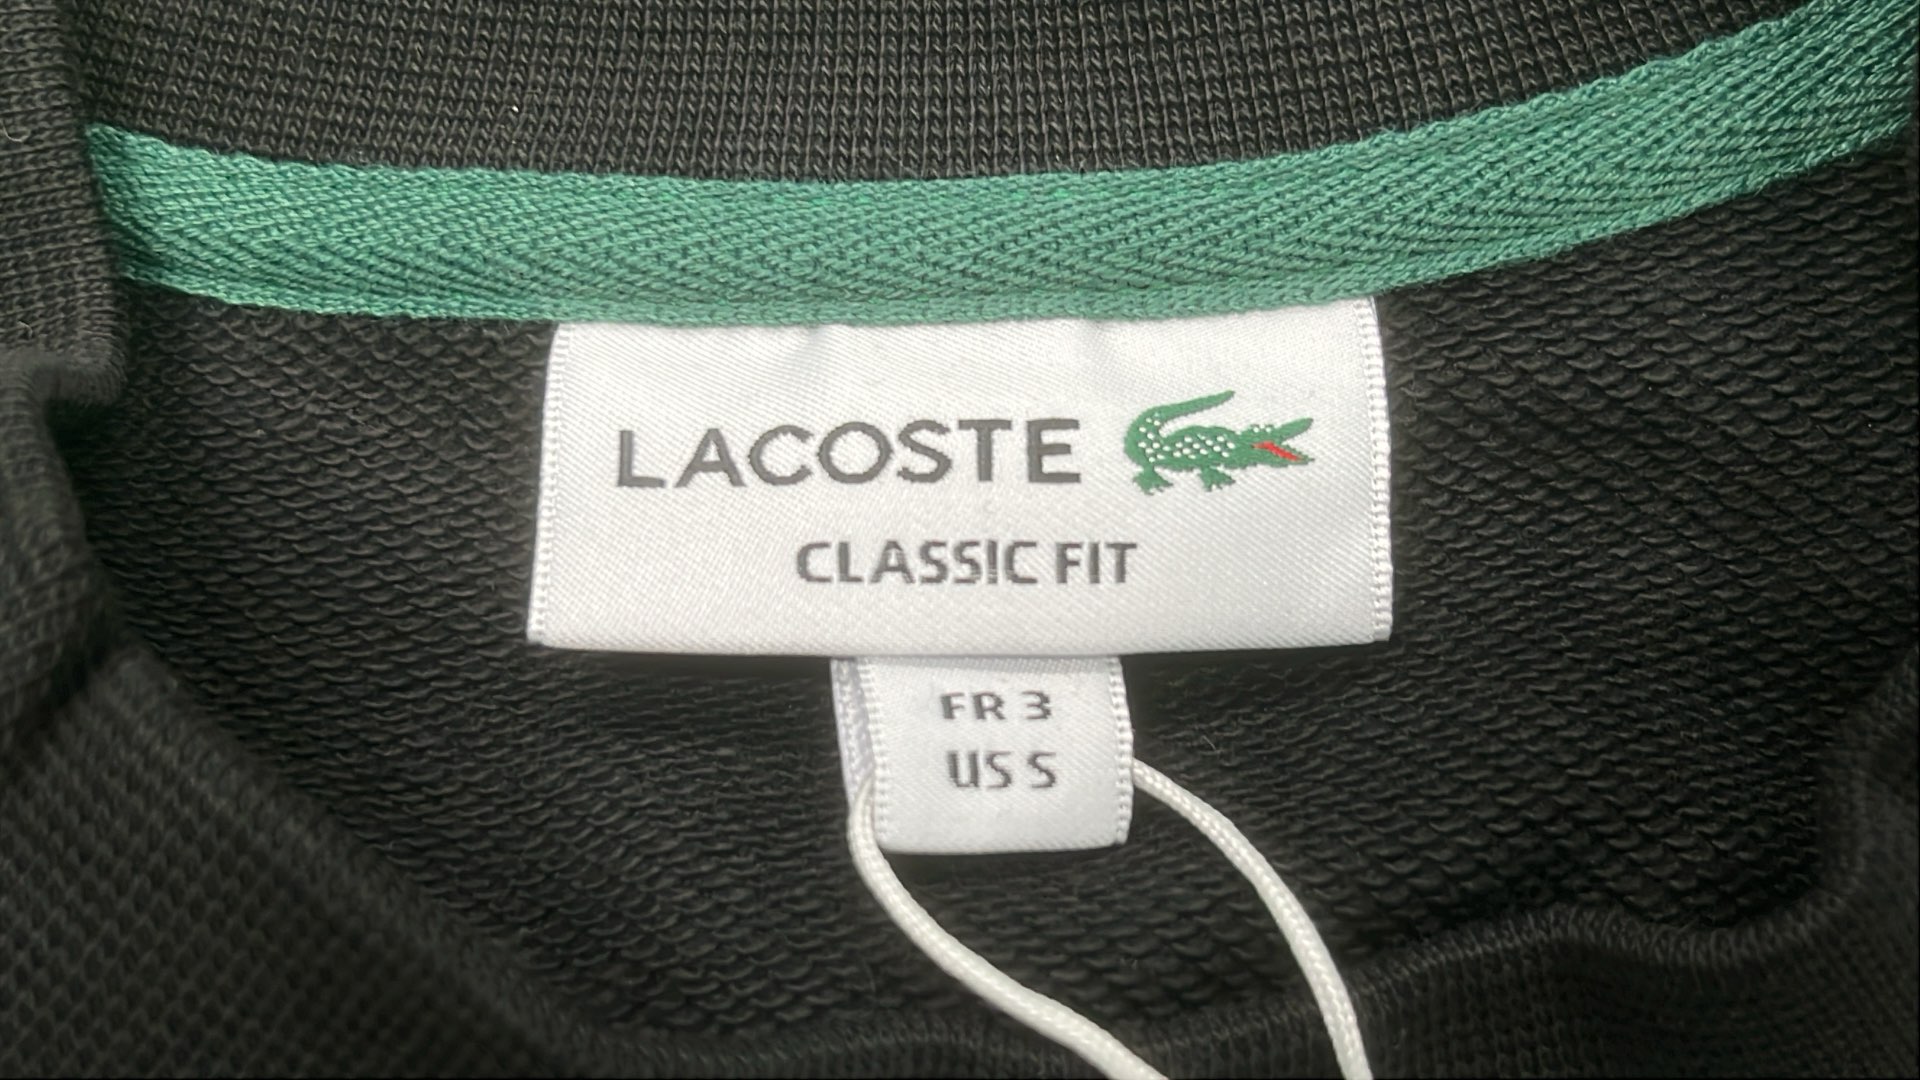 LACOSTE
CLASSIC FIT
FR 3
US S